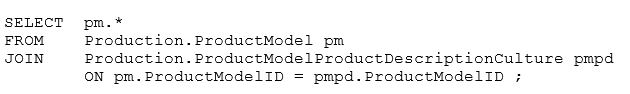 SELECT  pm.*
FROM    Production.ProductModel pm
JOIN    Production.ProductModelProductDescriptionCulture pmpd
        ON pm.ProductModelID = pmpd.ProductModelID ;